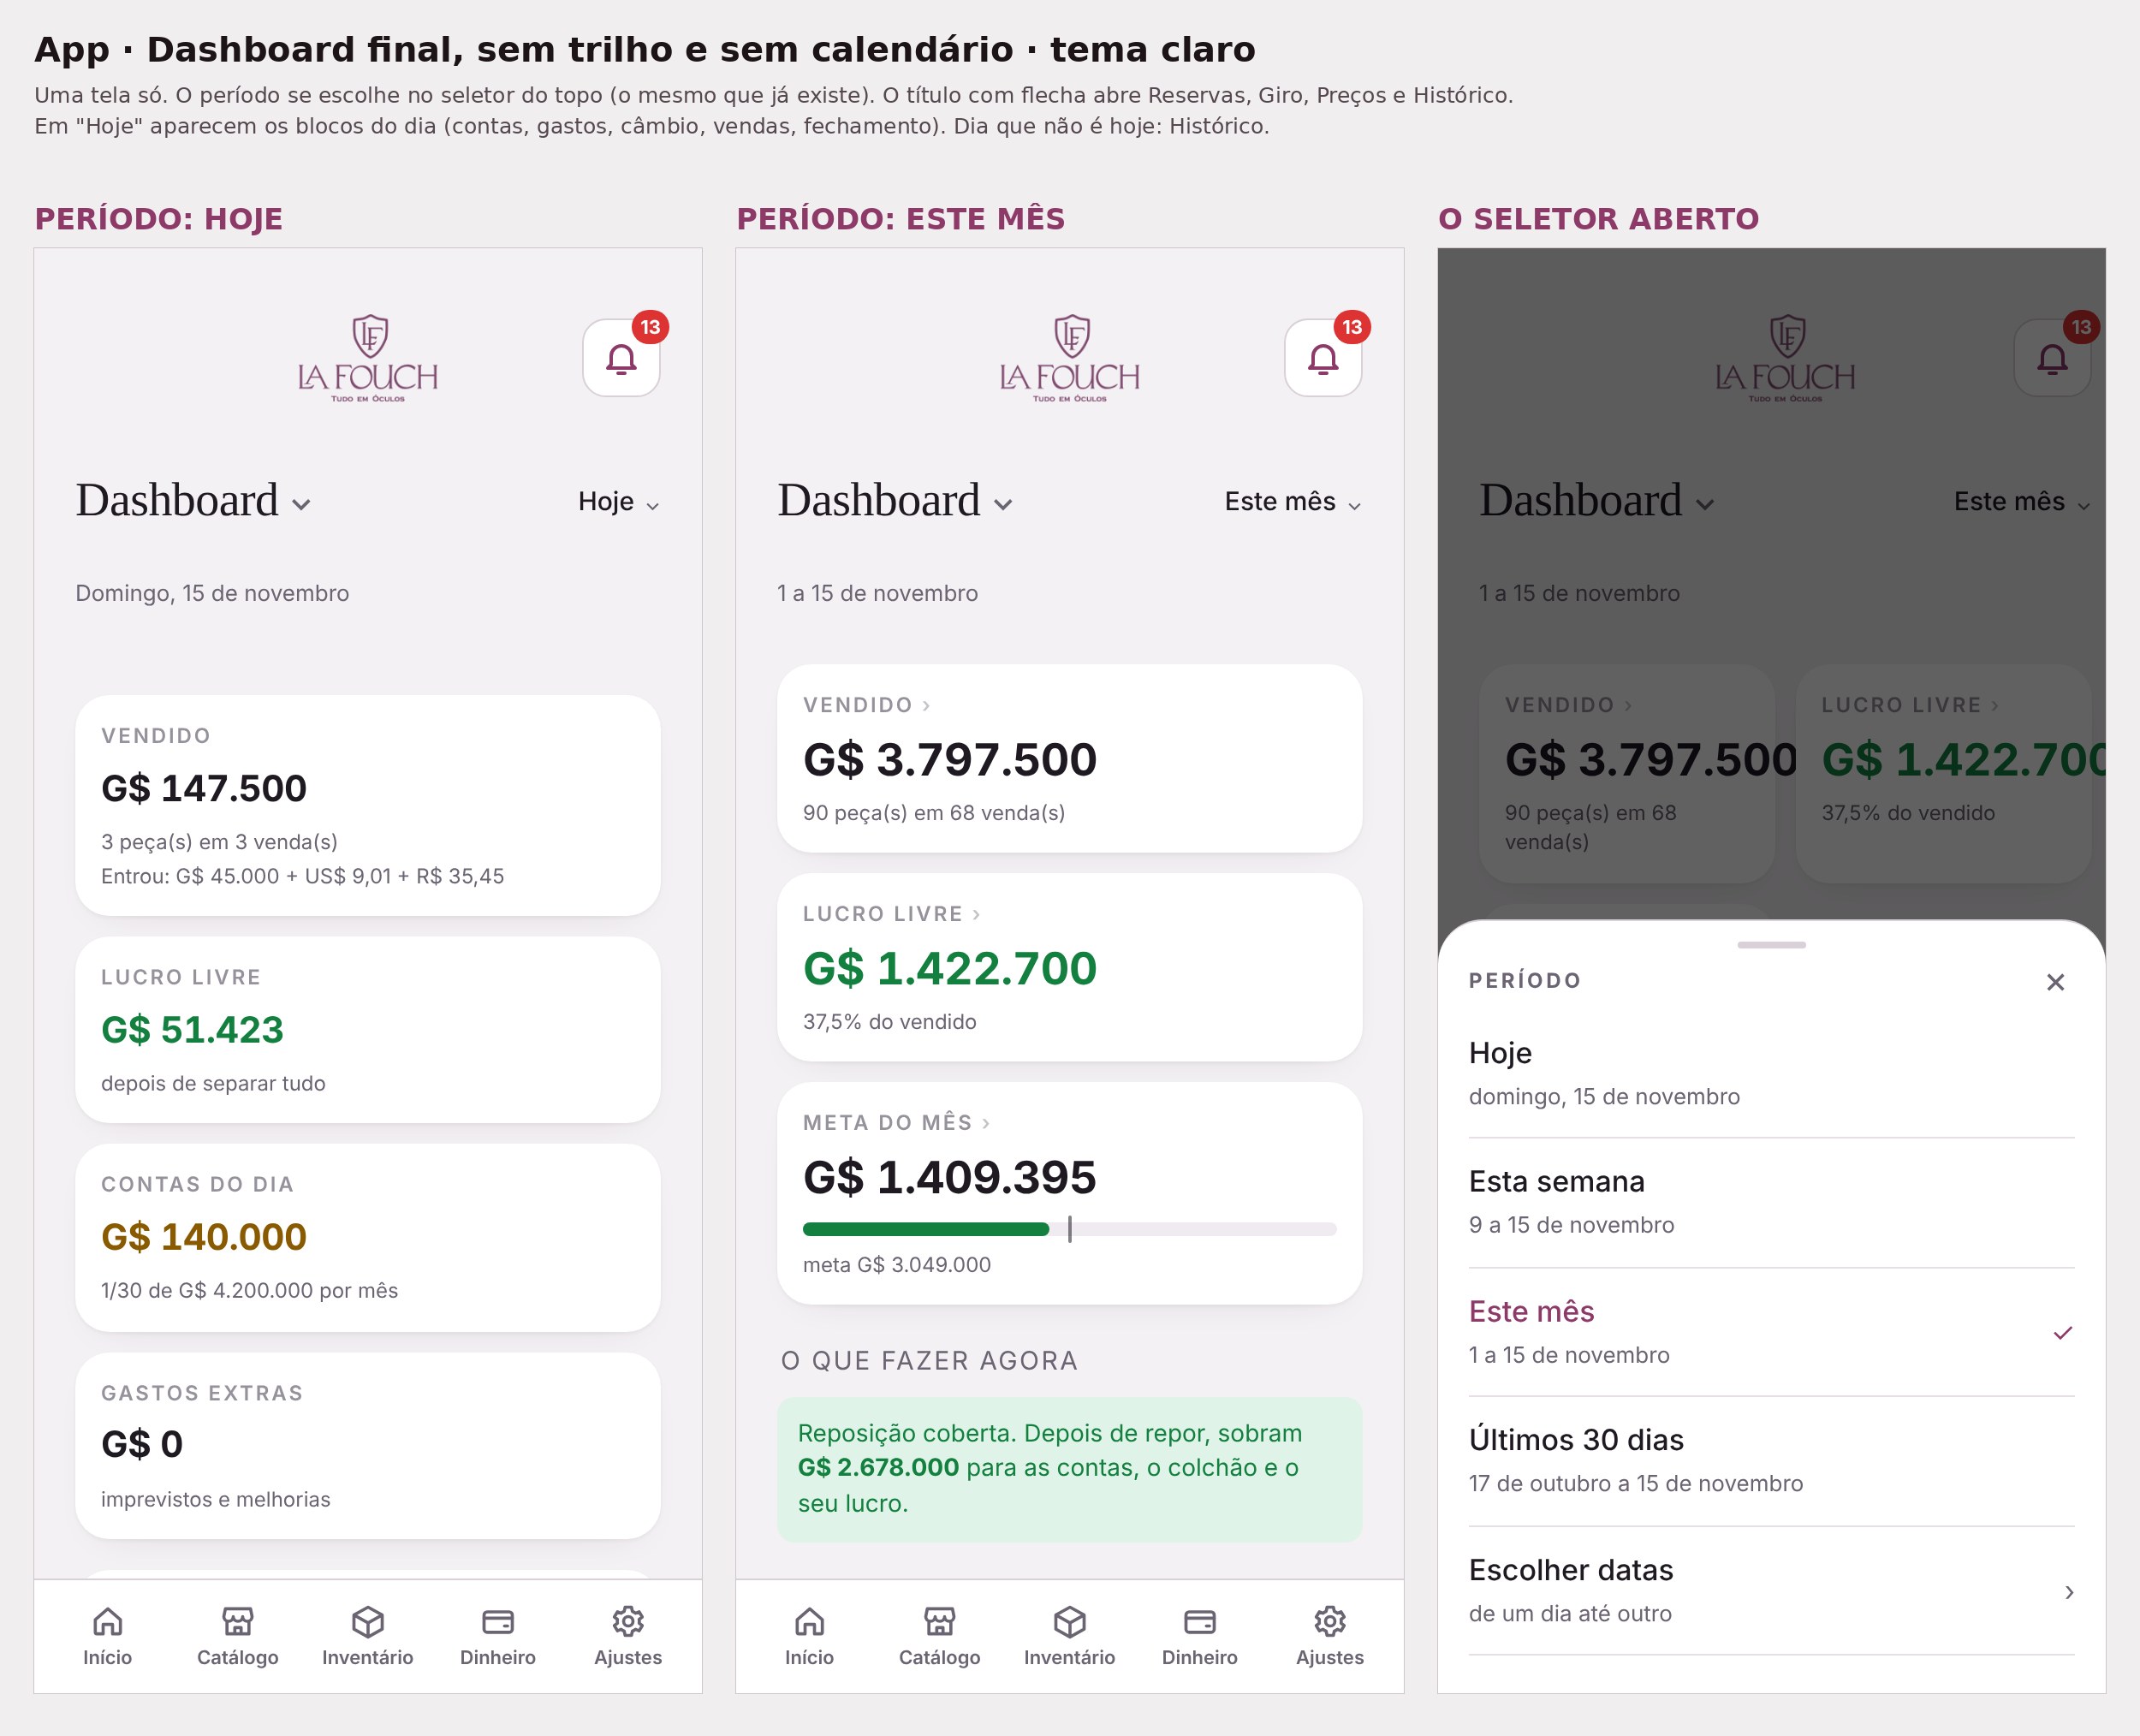 App · Dashboard final, sem trilho e sem calendário · tema claro
Uma tela só. O período se escolhe no seletor do topo (o mesmo que já existe). O título com flecha abre Reservas, Giro, Preços e Histórico.
Em "Hoje" aparecem os blocos do dia (contas, gastos, câmbio, vendas, fechamento). Dia que não é hoje: Histórico.
PERÍODO: HOJE
LF
LA FOUCH
TUDO EM ÓCULOS
13
Dashboard
Hoje
Domingo, 15 de novembro
VENDIDO
G$ 147.500
3 peça(s) em 3 venda(s)
Entrou: G$ 45.000 + US$ 9,01 + R$ 35,45
LUCRO LIVRE
G$ 51.423
depois de separar tudo
CONTAS DO DIA
G$ 140.000
1/30 de G$ 4.200.000 por mês
GASTOS EXTRAS
G$ 0
imprevistos e melhorias
Início
Catálogo
Inventário
Dinheiro
Ajustes
PERÍODO: ESTE MÊS
LF
LA FOUCH
TUDO EM ÓCULOS
13
Dashboard
Este mês
1 a 15 de novembro
VENDIDO ›
G$ 3.797.500
90 peça(s) em 68 venda(s)
LUCRO LIVRE ›
G$ 1.422.700
37,5% do vendido
META DO MÊS ›
G$ 1.409.395
meta G$ 3.049.000
O QUE FAZER AGORA
Reposição coberta. Depois de repor, sobram
G$ 2.678.000 para as contas, o colchão e o
seu lucro.
Início
Catálogo
Inventário
Dinheiro
Ajustes
O SELETOR ABERTO
LF
LA FOUCH
TUDO EM ÓCULOS
13
Dashboard
Este mês
1 a 15 de novembro
VENDIDO ›
G$ 3.797.500
90 peça(s) em 68
venda(s)
LUCRO LIVRE ›
G$ 1.422.700
37,5% do vendido
PERÍODO
Hoje
domingo, 15 de novembro
Esta semana
9 a 15 de novembro
Este mês
1 a 15 de novembro
Últimos 30 dias
17 de outubro a 15 de novembro
Escolher datas
de um dia até outro